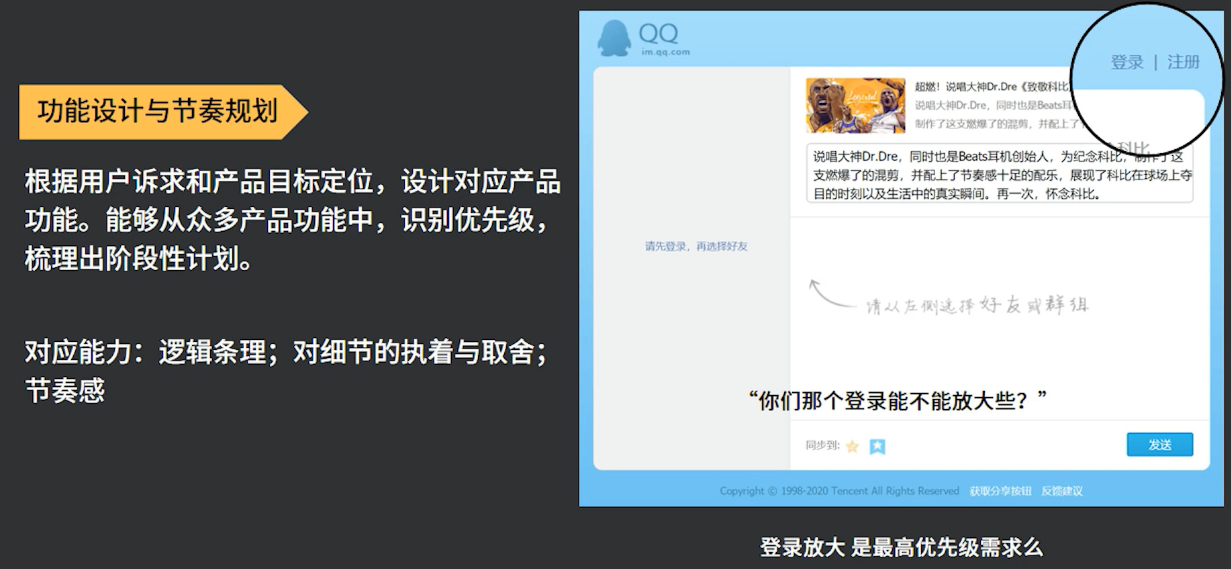 功能设计与节奏规划
根据用户诉求和产品目标定位，设计对应产品
功能。能够从众多产品功能中，识别优先级，
梳理出阶段性计划。
对应能力：逻辑条理；对细节的执着与取舍；
节奏感
QQ
im.qq.com
登录 | 注册
超燃！说唱大神Dr.Dre《致敬科比
说唱大神Dr.Dre，同时也是Beats耳
制作了这支燃爆了的混剪，并配上了
科比
说唱大神Dr.Dre，同时也是Beats耳机创始人，为纪念科比，制作了这
支燃爆了的混剪，并配上了节奏感十足的配乐，展现了科比在球场上夺
目的时刻以及生活中的真实瞬间。再一次，怀念科比。
请先登录，再选择好友
请从左侧选择好友或群组
“你们那个登录能不能放大些？”
同步到:
发送
Copyright © 1998-2020 Tencent All Rights Reserved 获取分享按钮 反馈建议
登录放大 是最高优先级需求么